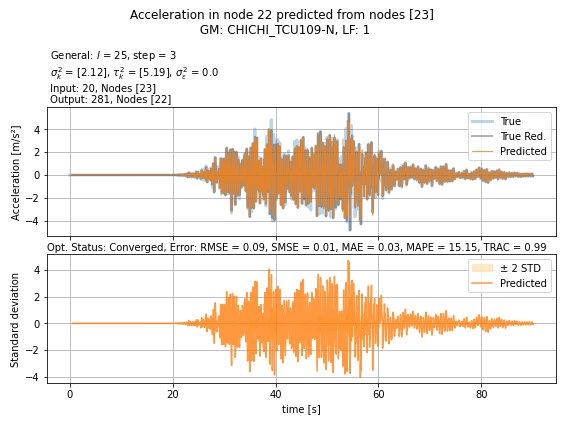 Acceleration in node 22 predicted from nodes [23]
GM: CHICHI_TCU109-N, LF: 1
General: l = 25, step = 3
σ²ₖ = [2.12], τ²ₖ = [5.19], σ²ε = 0.0
Input: 20, Nodes [23]
Output: 281, Nodes [22]
Acceleration [m/s²]
4
2
0
−2
−4
True
True Red.
Predicted
Opt. Status: Converged, Error: RMSE = 0.09, SMSE = 0.01, MAE = 0.03, MAPE = 15.15, TRAC = 0.99
Standard deviation
4
2
0
−2
−4
± 2 STD
Predicted
0 20 40 60 80
time [s]